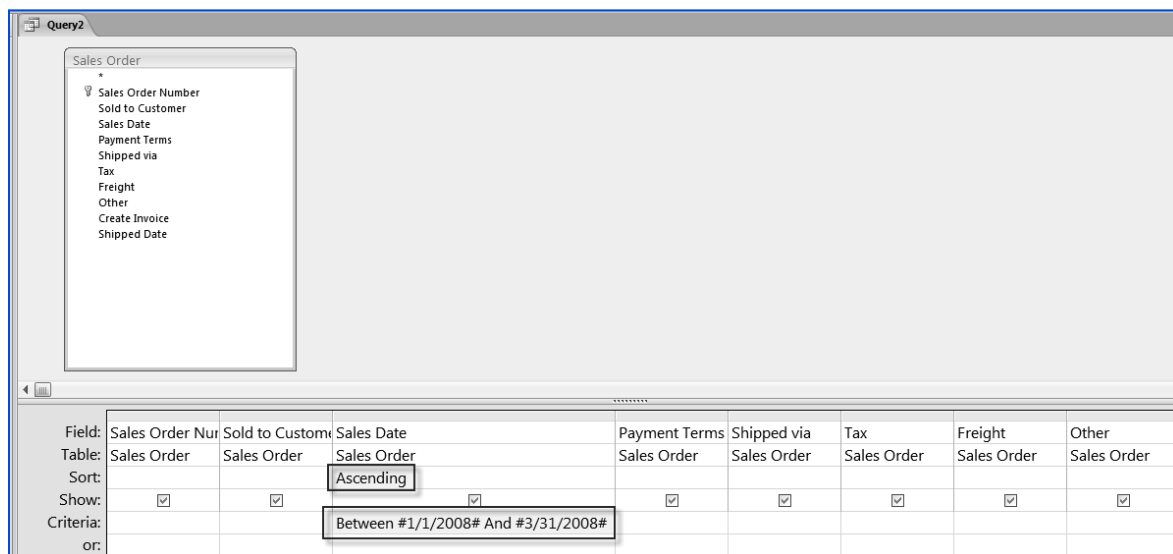 Query2
Sales Order
*
Sales Order Number
Sold to Customer
Sales Date
Payment Terms
Shipped via
Tax
Freight
Other
Create Invoice
Shipped Date
Field: Sales Order Nur Sold to Custome Sales Date Payment Terms Shipped via Tax Freight Other
Table: Sales Order Sales Order Sales Order Sales Order Sales Order Sales Order Sales Order Sales Order
Sort: Ascending
Show:
Criteria: Between #1/1/2008# And #3/31/2008#
or: